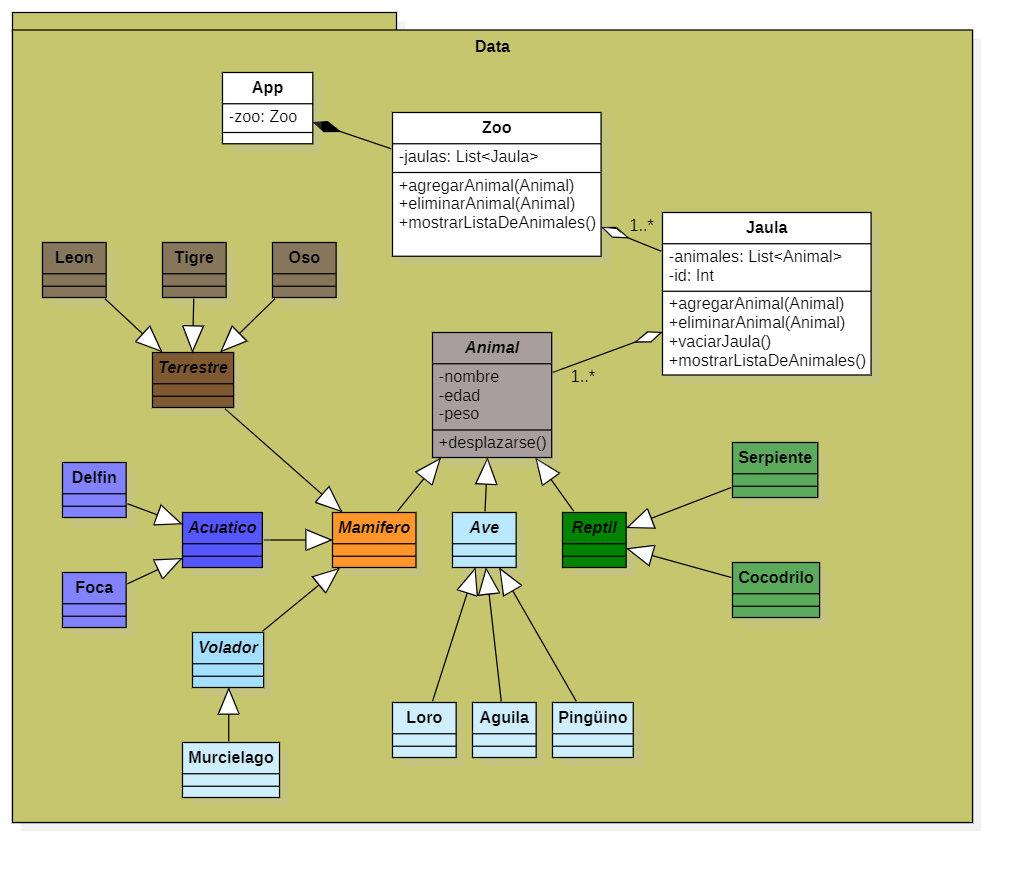 Data
App
-zoo: Zoo
Zoo
-jaulas: List<Jaula>
+agregarAnimal(Animal)
+eliminarAnimal(Animal)
+mostrarListaDeAnimales()
1..*
Jaula
-animales: List<Animal>
-id: Int
+agregarAnimal(Animal)
+eliminarAnimal(Animal)
+vaciarJaula()
+mostrarListaDeAnimales()
Leon
Tigre
Oso
Terrestre
Animal
-nombre
-edad
-peso
+desplazarse()
1..*
Delfin
Acuatico
Foca
Mamifero
Ave
Reptil
Serpiente
Cocodrilo
Volador
Murcielago
Loro
Aguila
Pingüino